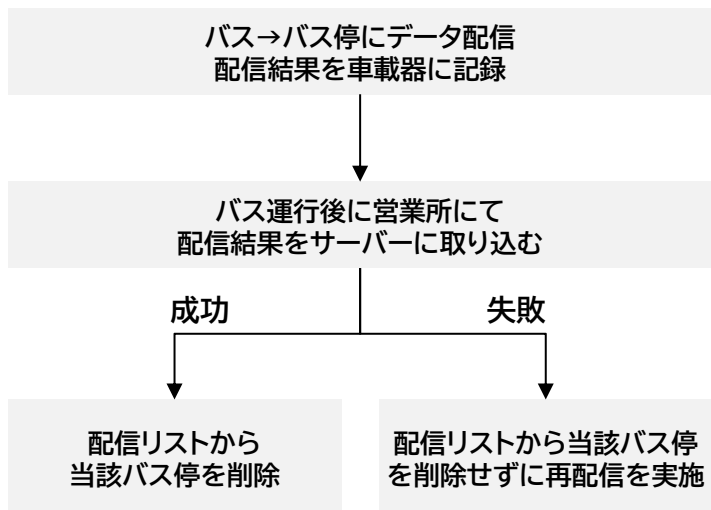 バス→バス停にデータ配信
配信結果を車載器に記録
バス運行後に営業所にて
配信結果をサーバーに取り込む
成功
失敗
配信リストから
当該バス停を削除
配信リストから当該バス停
を削除せずに再配信を実施